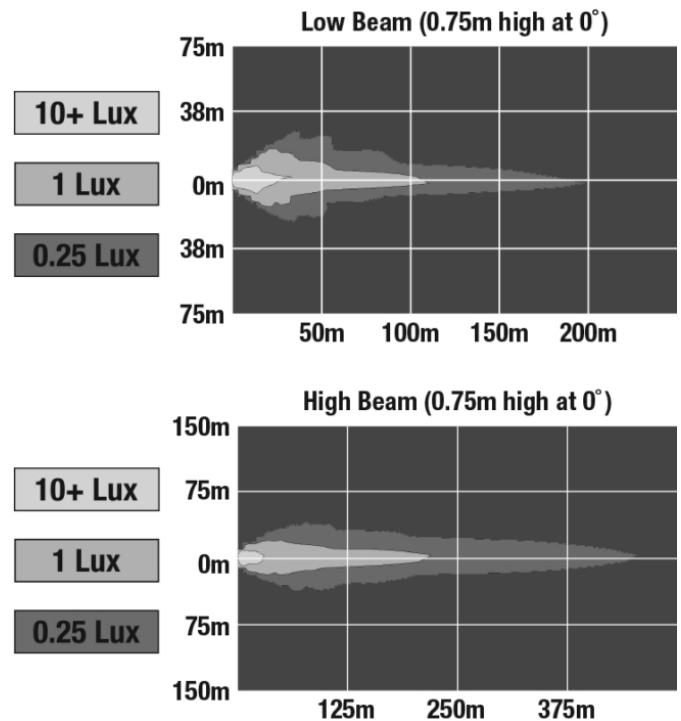 Low Beam (0.75m high at 0°)
75m
38m
0m
38m
75m
10+ Lux
1 Lux
0.25 Lux
50m 100m 150m 200m
High Beam (0.75m high at 0°)
150m
75m
0m
75m
150m
10+ Lux
1 Lux
0.25 Lux
125m 250m 375m